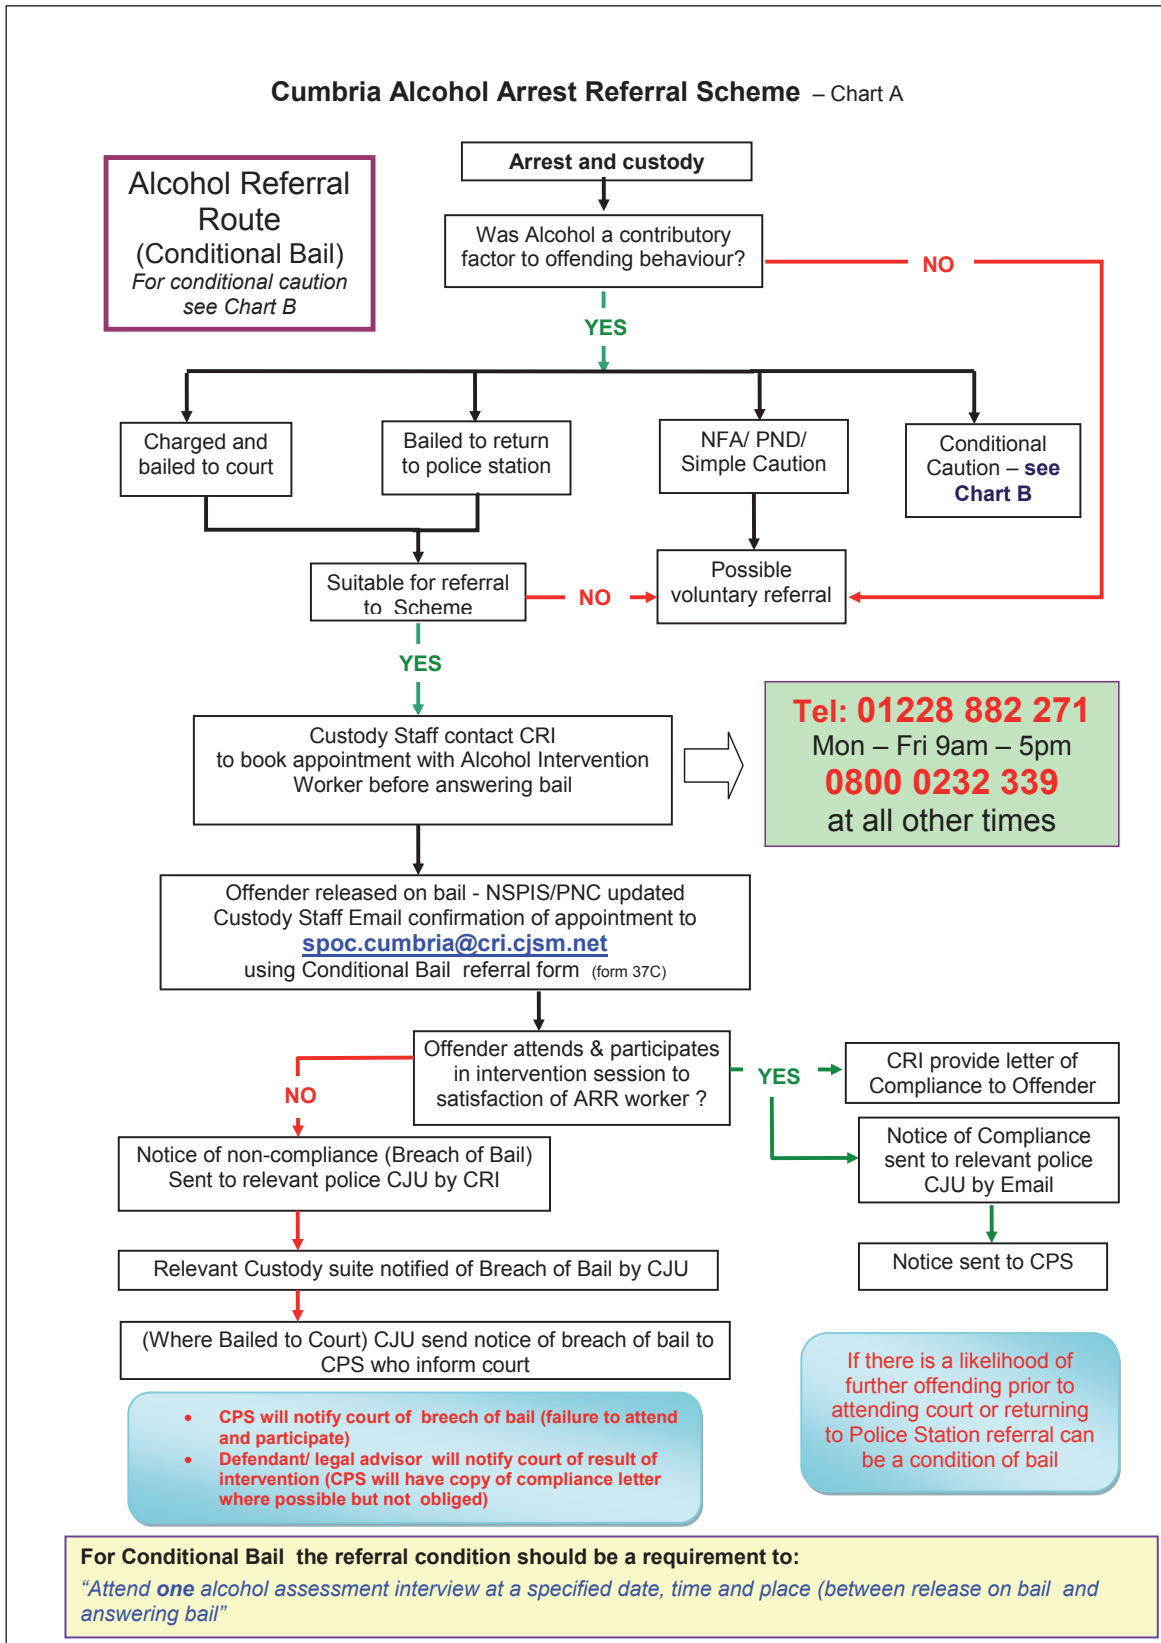 Cumbria Alcohol Arrest Referral Scheme – Chart A
Arrest and custody
Alcohol Referral
Route
(Conditional Bail)
For conditional caution
see Chart B
Was Alcohol a contributory
factor to offending behaviour?
NO
YES
Charged and
bailed to court
Bailed to return
to police station
NFA/ PND/
Simple Caution
Conditional
Caution – see
Chart B
Suitable for referral
to Scheme
NO
Possible
voluntary referral
YES
Custody Staff contact CRI
to book appointment with Alcohol Intervention
Worker before answering bail
Tel: 01228 882 271
Mon – Fri 9am – 5pm
0800 0232 339
at all other times
Offender released on bail - NSPIS/PNC updated
Custody Staff Email confirmation of appointment to
spoc.cumbria@cri.cjsm.net
using Conditional Bail referral form (form 37C)
Offender attends & participates
in intervention session to
satisfaction of ARR worker ?
YES
CRI provide letter of
Compliance to Offender
NO
Notice of non-compliance (Breach of Bail)
Sent to relevant police CJU by CRI
Notice of Compliance
sent to relevant police
CJU by Email
Relevant Custody suite notified of Breach of Bail by CJU
Notice sent to CPS
(Where Bailed to Court) CJU send notice of breach of bail to
CPS who inform court
If there is a likelihood of
further offending prior to
attending court or returning
to Police Station referral can
be a condition of bail
• CPS will notify court of breech of bail (failure to attend
and participate)
• Defendant/ legal advisor will notify court of result of
intervention (CPS will have copy of compliance letter
where possible but not obliged)
For Conditional Bail the referral condition should be a requirement to:
“Attend one alcohol assessment interview at a specified date, time and place (between release on bail and
answering bail”